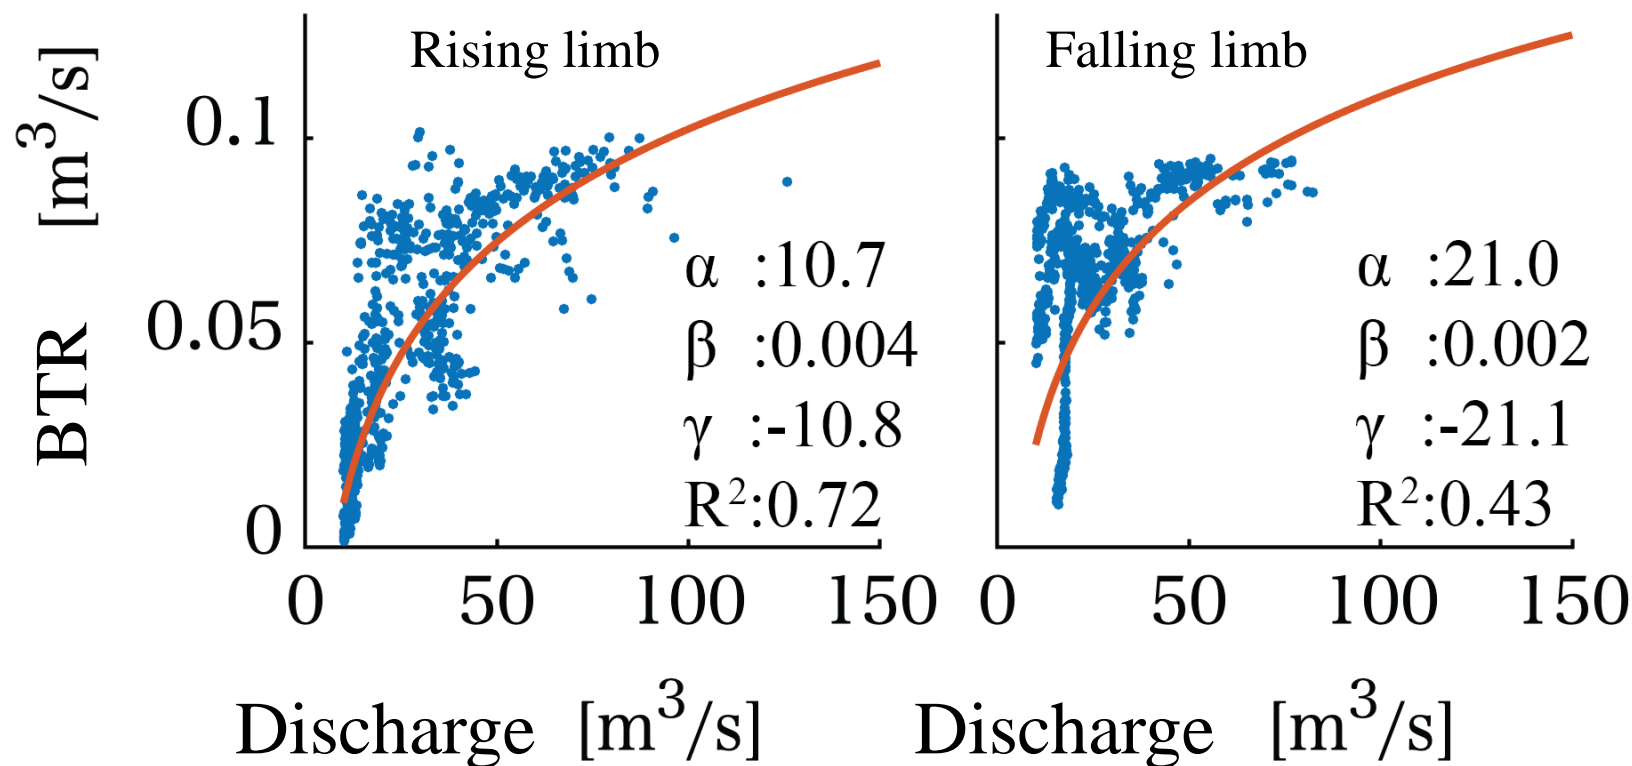 BTR [m³/s]
0.1
0.05
0
Rising limb
α :10.7
β :0.004
γ :-10.8
R²:0.72
0 50 100 150
Discharge [m³/s]
Falling limb
α :21.0
β :0.002
γ :-21.1
R²:0.43
0 50 100 150
Discharge [m³/s]